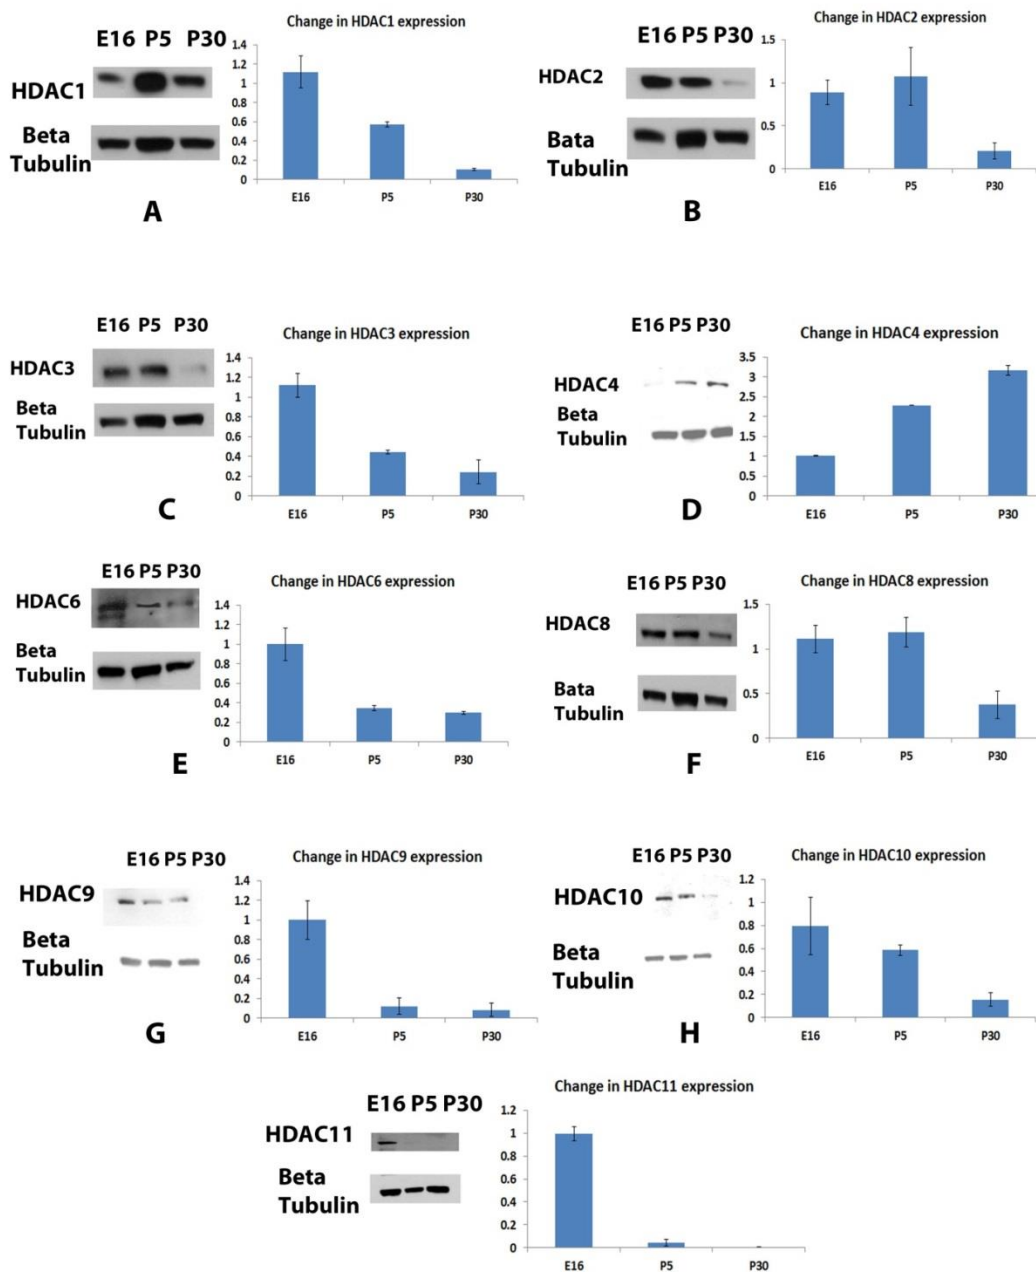 Change in HDAC1 expression
E16 P5 P30
HDAC1
Beta
Tubulin
1.4
1.2
1
0.8
0.6
0.4
0.2
0
E16 P5 P30
A
Change in HDAC2 expression
E16 P5 P30
HDAC2
Bata
Tubulin
1.5
1
0.5
0
E16 P5 P30
B
Change in HDAC3 expression
E16 P5 P30
HDAC3
Beta
Tubulin
1.4
1.2
1
0.8
0.6
0.4
0.2
0
E16 P5 P30
C
Change in HDAC4 expression
E16 P5 P30
HDAC4
Beta
Tubulin
3.5
3
2.5
2
1.5
1
0.5
0
E16 P5 P30
D
Change in HDAC6 expression
E16 P5 P30
HDAC6
Beta
Tubulin
1.4
1.2
1
0.8
0.6
0.4
0.2
0
E16 P5 P30
E
Change in HDAC8 expression
E16 P5 P30
HDAC8
Bata
Tubulin
1.5
1
0.5
0
E16 P5 P30
F
Change in HDAC9 expression
E16 P5 P30
HDAC9
Beta
Tubulin
1.4
1.2
1
0.8
0.6
0.4
0.2
0
E16 P5 P30
G
Change in HDAC10 expression
E16 P5 P30
HDAC10
Beta
Tubulin
1.2
1
0.8
0.6
0.4
0.2
0
E16 P5 P30
H
Change in HDAC11 expression
E16 P5 P30
HDAC11
Beta
Tubulin
1.2
1
0.8
0.6
0.4
0.2
0
E16 P5 P30